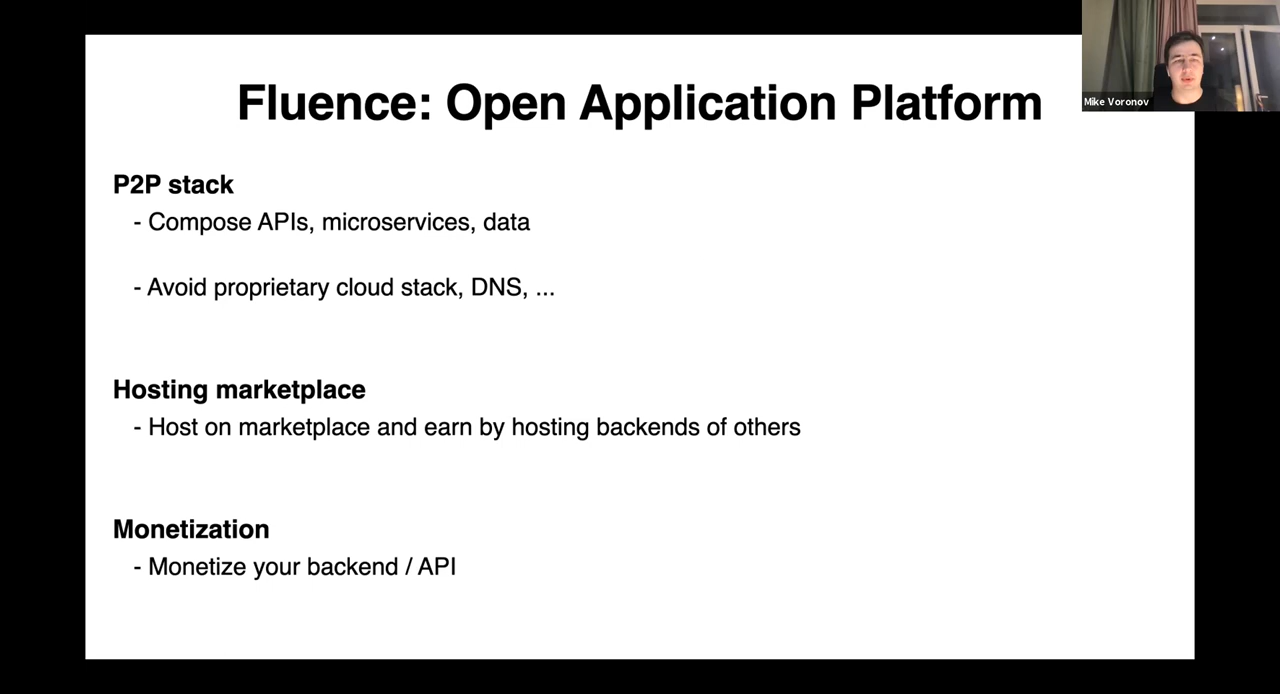 Fluence: Open Application Platform
Mike Voronov
P2P stack
- Compose APIs, microservices, data
- Avoid proprietary cloud stack, DNS, ...
Hosting marketplace
- Host on marketplace and earn by hosting backends of others
Monetization
- Monetize your backend / API